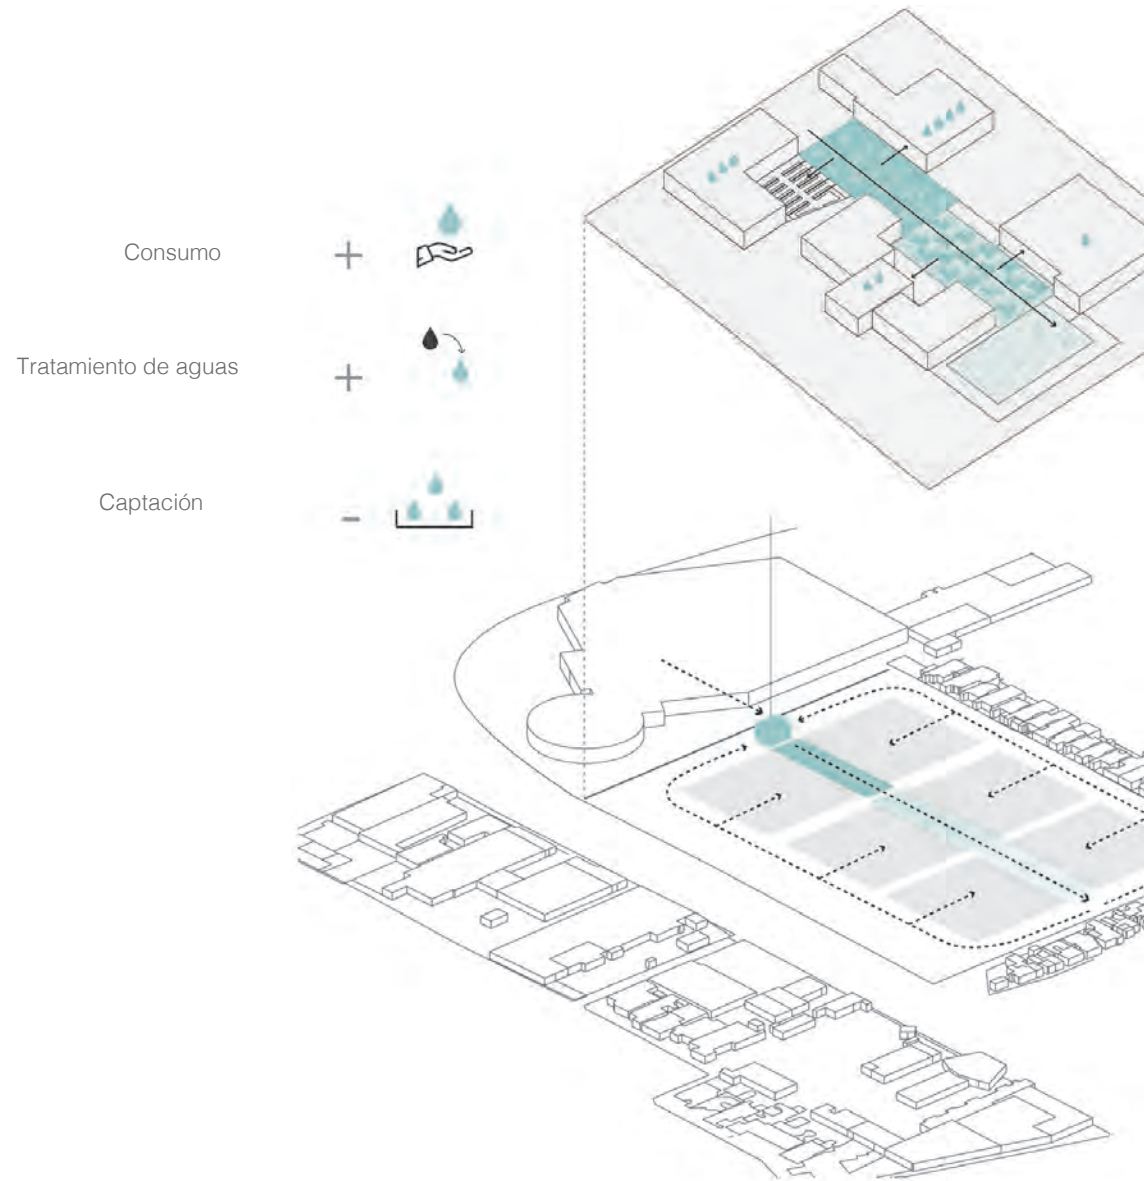 Consumo
+
Tratamiento de aguas
+
Captación
-